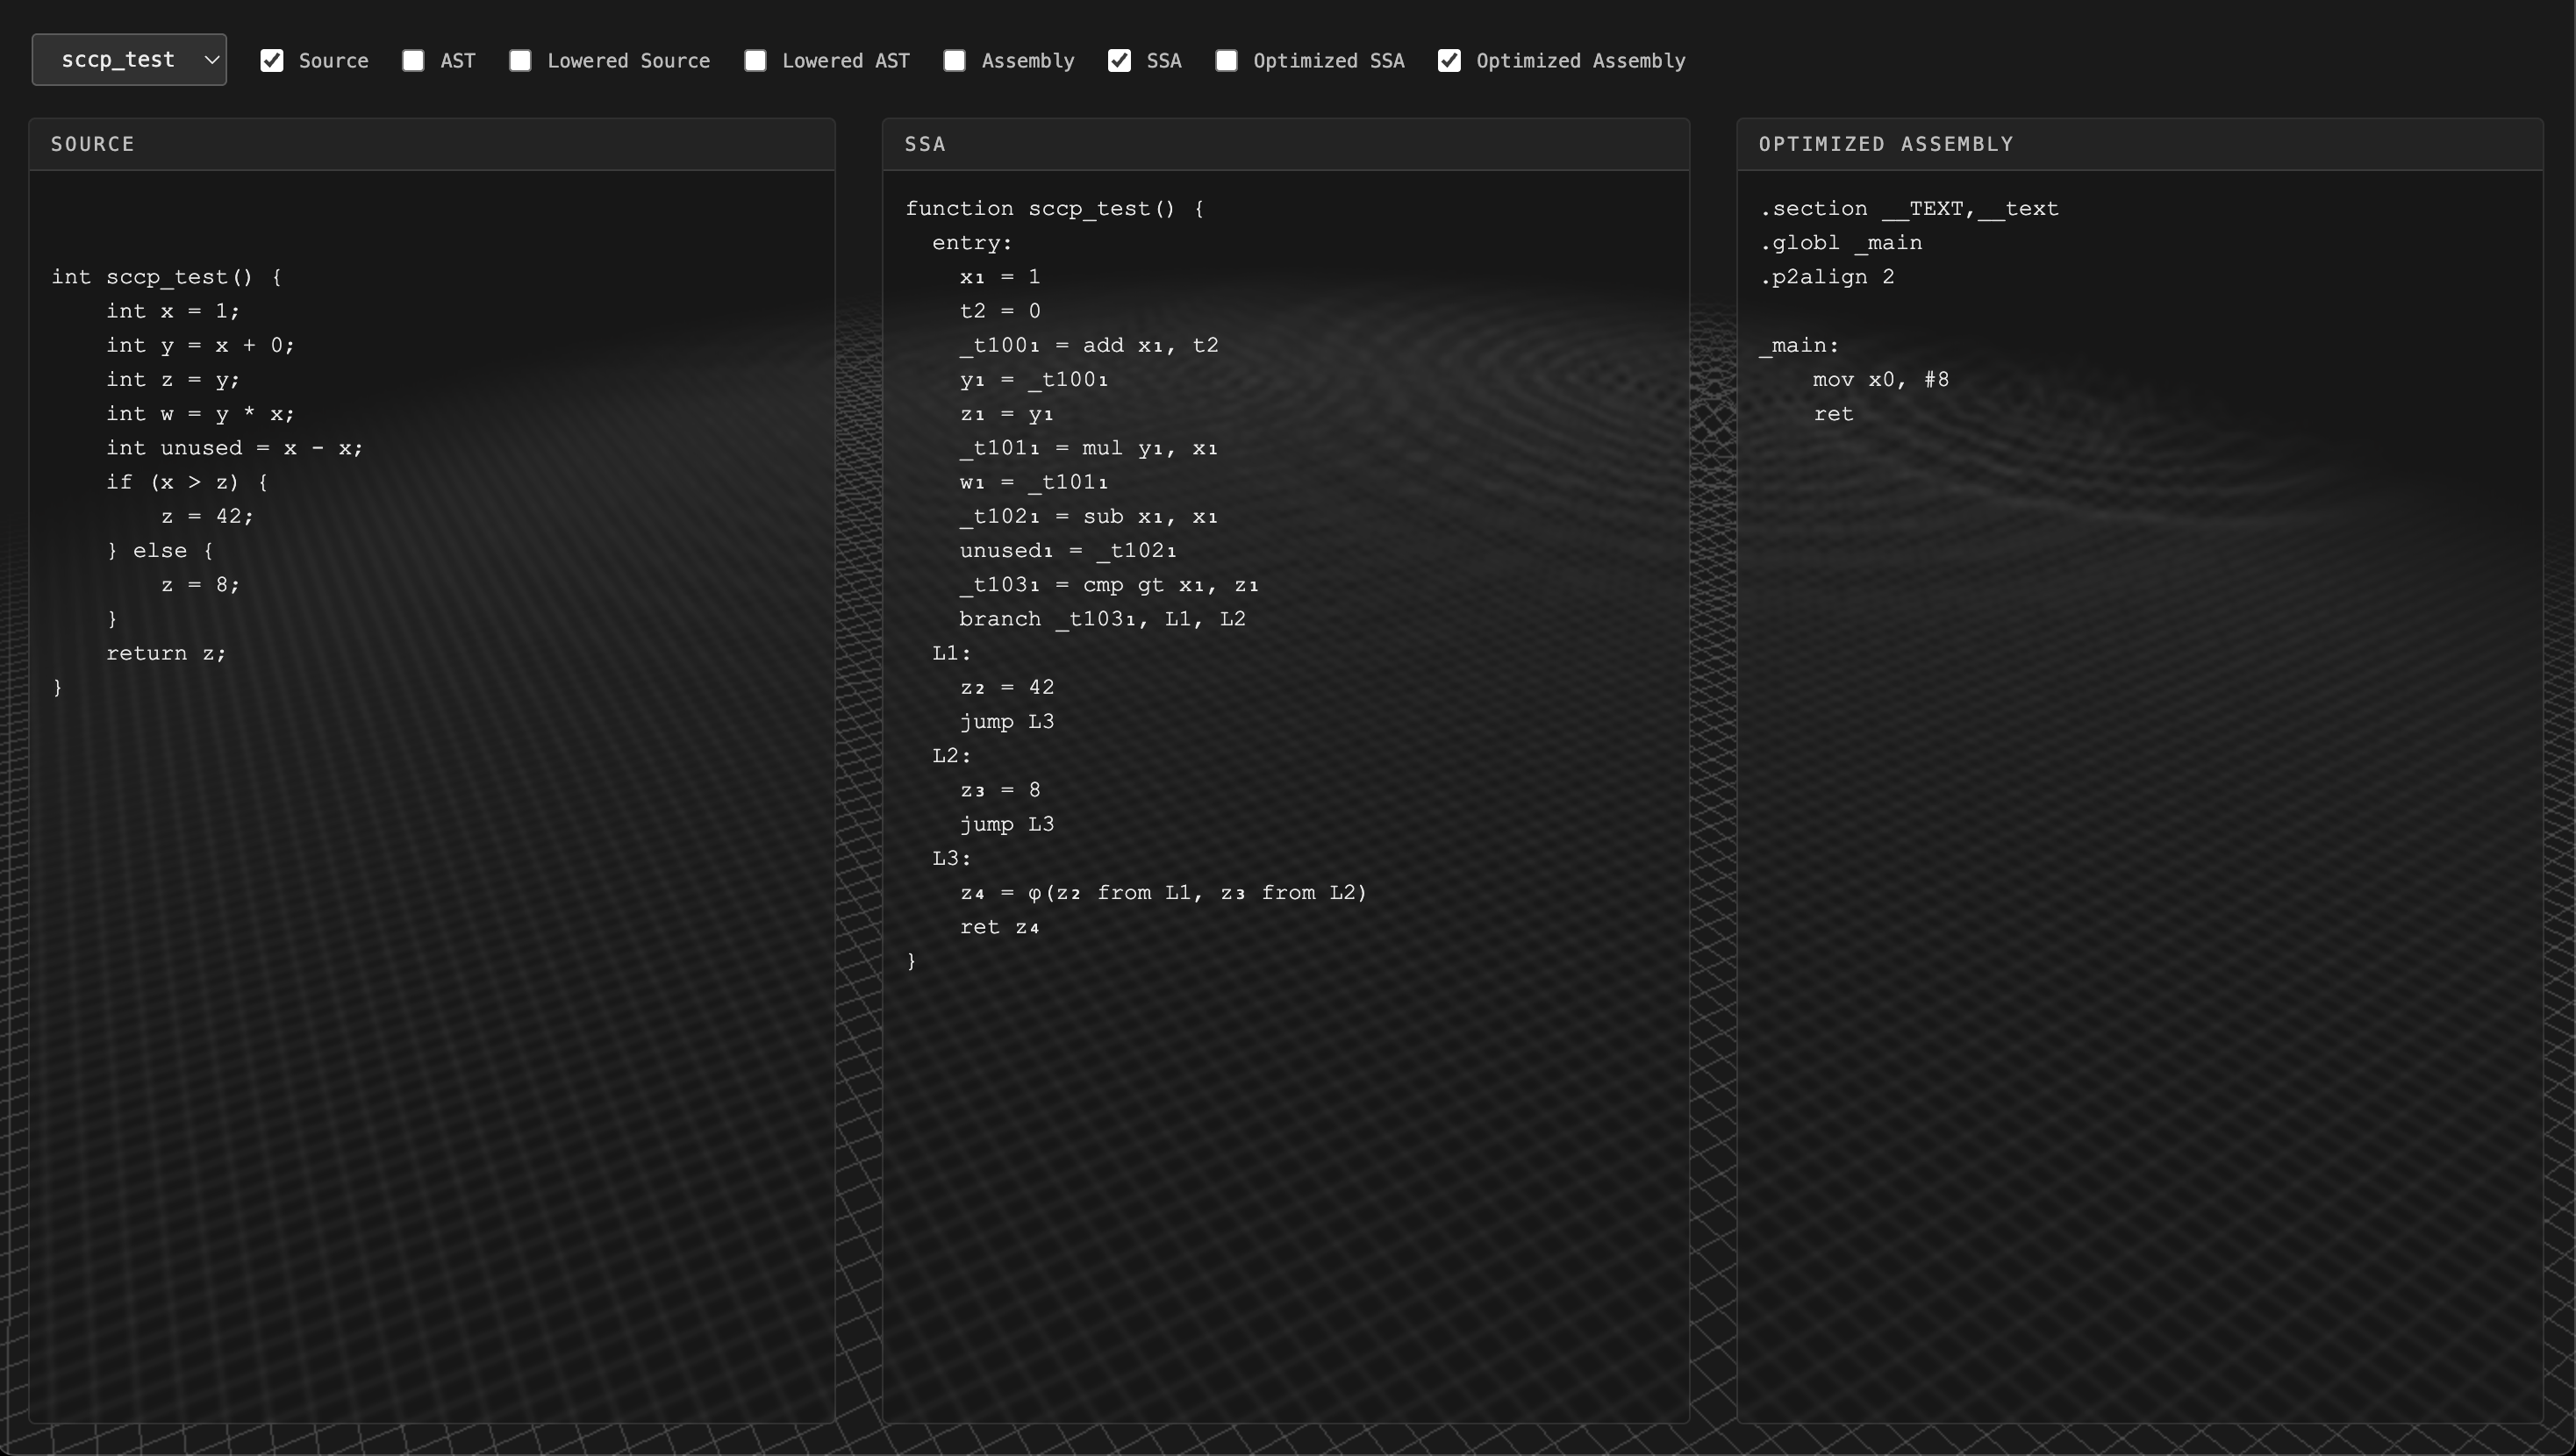 sccp_test Source AST Lowered Source Lowered AST Assembly SSA Optimized SSA Optimized Assembly
SOURCE
int sccp_test() {
    int x = 1;
    int y = x + 0;
    int z = y;
    int w = y * x;
    int unused = x - x;
    if (x > z) {
        z = 42;
    } else {
        z = 8;
    }
    return z;
}
SSA
function sccp_test() {
  entry:
    x₁ = 1
    t2 = 0
    _t100₁ = add x₁, t2
    y₁ = _t100₁
    z₁ = y₁
    _t101₁ = mul y₁, x₁
    w₁ = _t101₁
    _t102₁ = sub x₁, x₁
    unused₁ = _t102₁
    _t103₁ = cmp gt x₁, z₁
    branch _t103₁, L1, L2
  L1:
    z₂ = 42
    jump L3
  L2:
    z₃ = 8
    jump L3
  L3:
    z₄ = φ(z₂ from L1, z₃ from L2)
    ret z₄
}
OPTIMIZED ASSEMBLY
.section __TEXT,__text
.globl _main
.p2align 2
_main:
    mov x0, #8
    ret